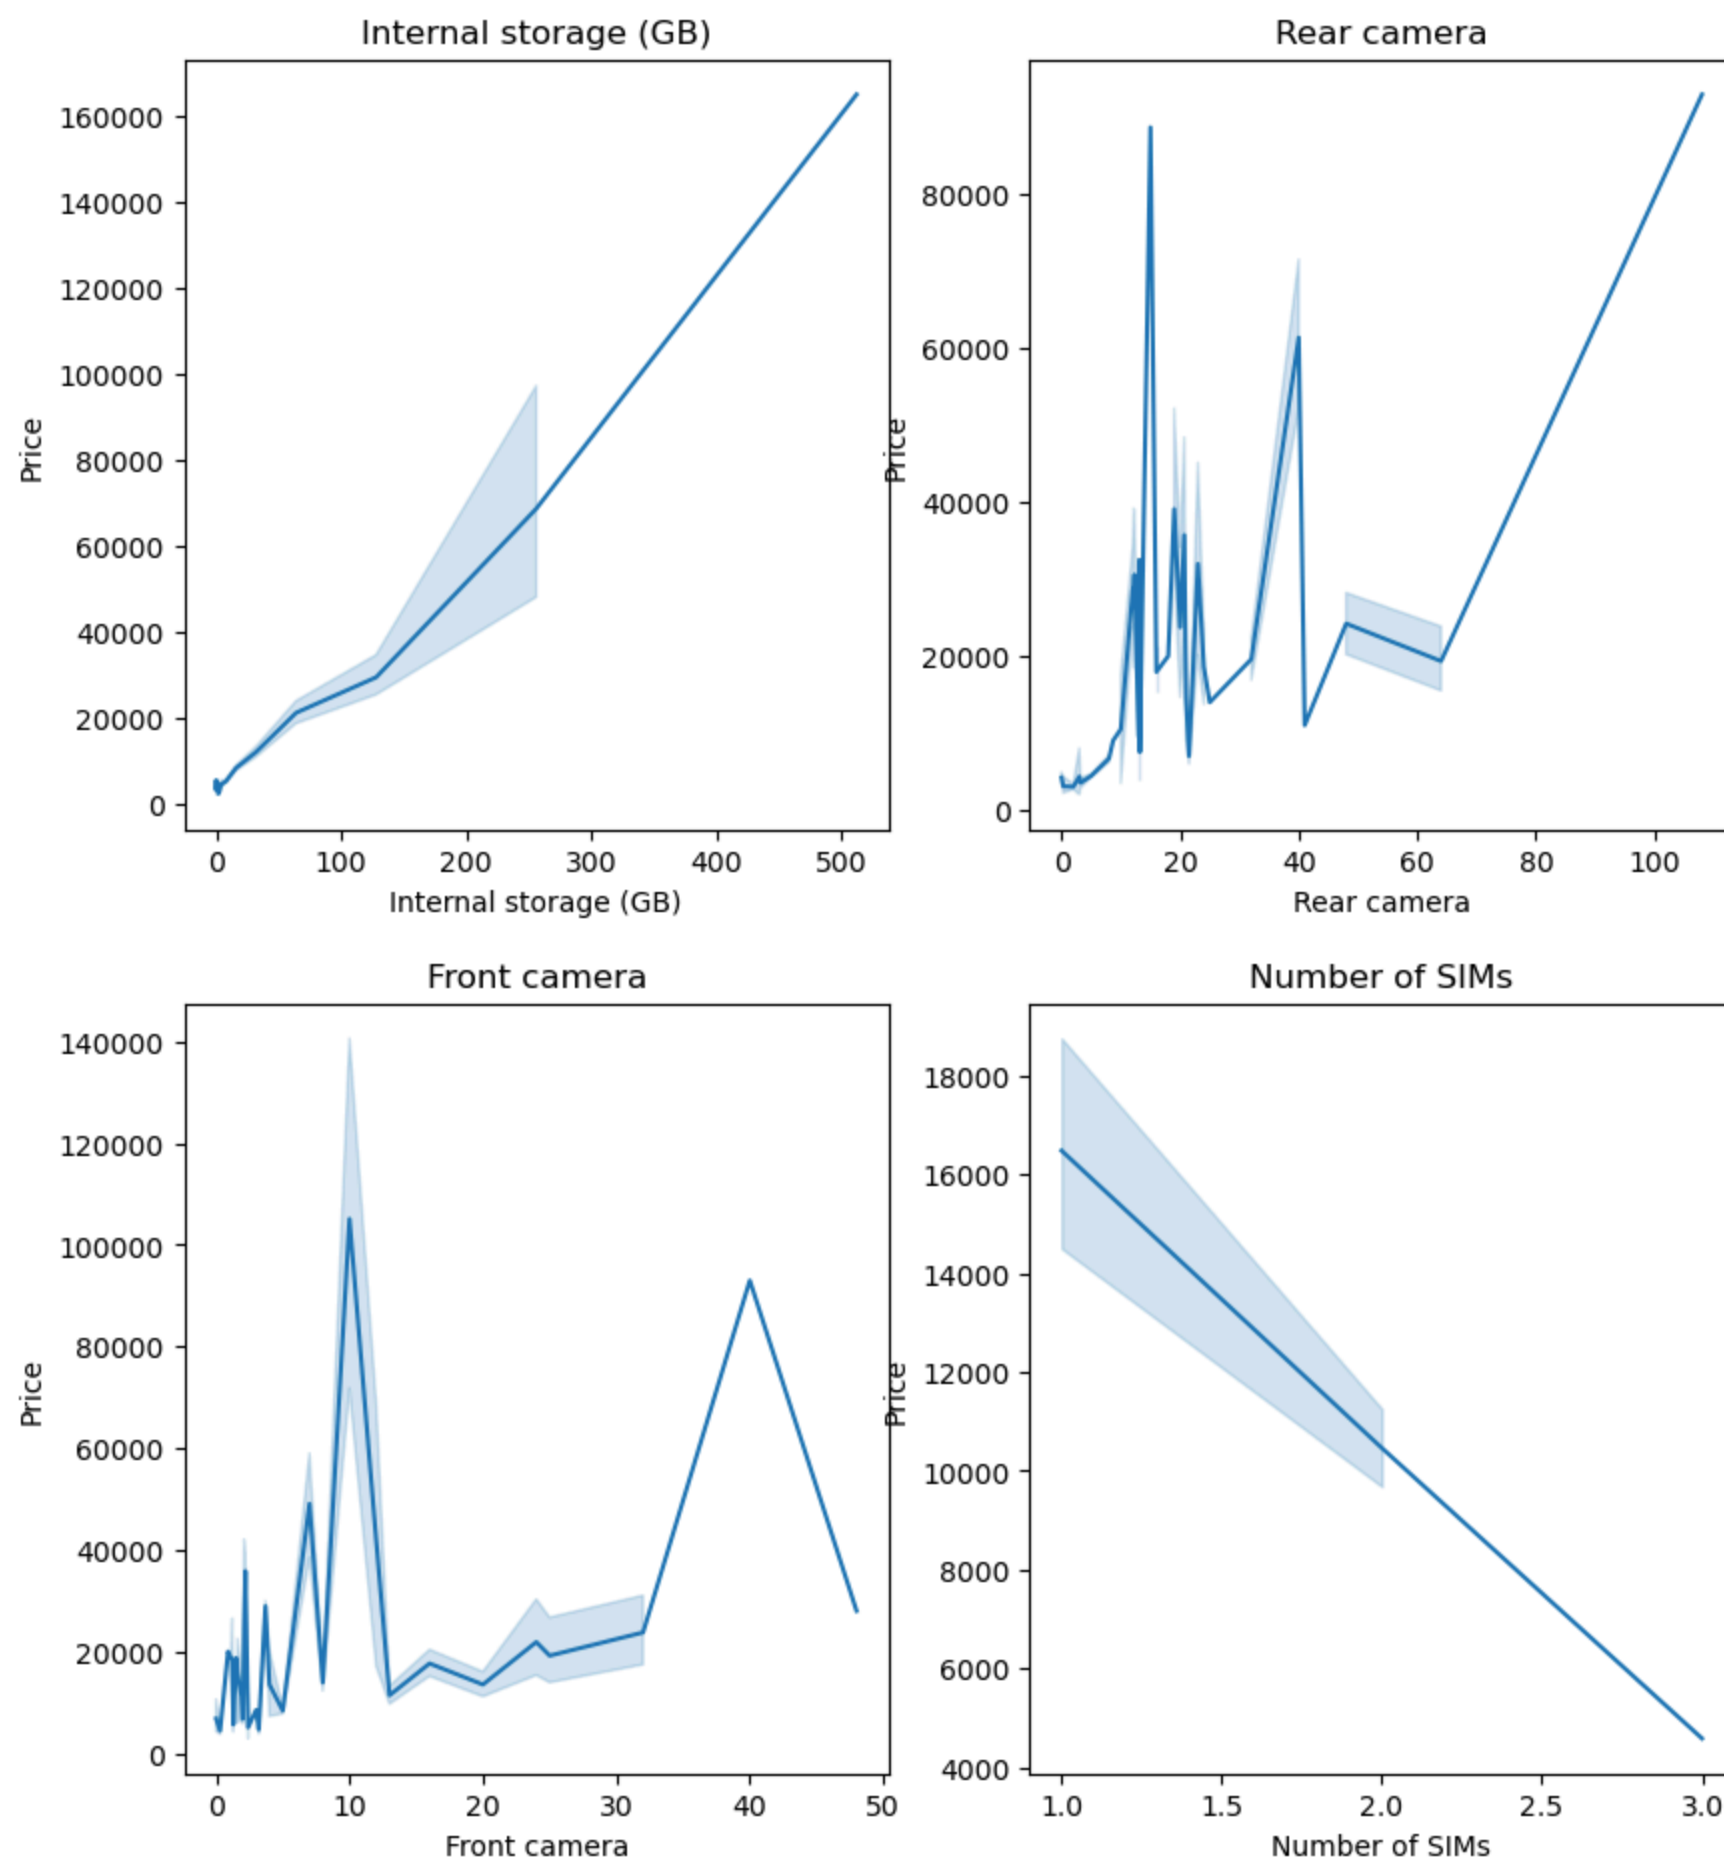 Internal storage (GB)
160000
140000
120000
100000
80000
60000
40000
20000
0
Price
0 100 200 300 400 500
Internal storage (GB)
Rear camera
80000
60000
40000
20000
0
Price
0 20 40 60 80 100
Rear camera
Front camera
140000
120000
100000
80000
60000
40000
20000
0
Price
0 10 20 30 40 50
Front camera
Number of SIMs
18000
16000
14000
12000
10000
8000
6000
4000
Price
1.0 1.5 2.0 2.5 3.0
Number of SIMs